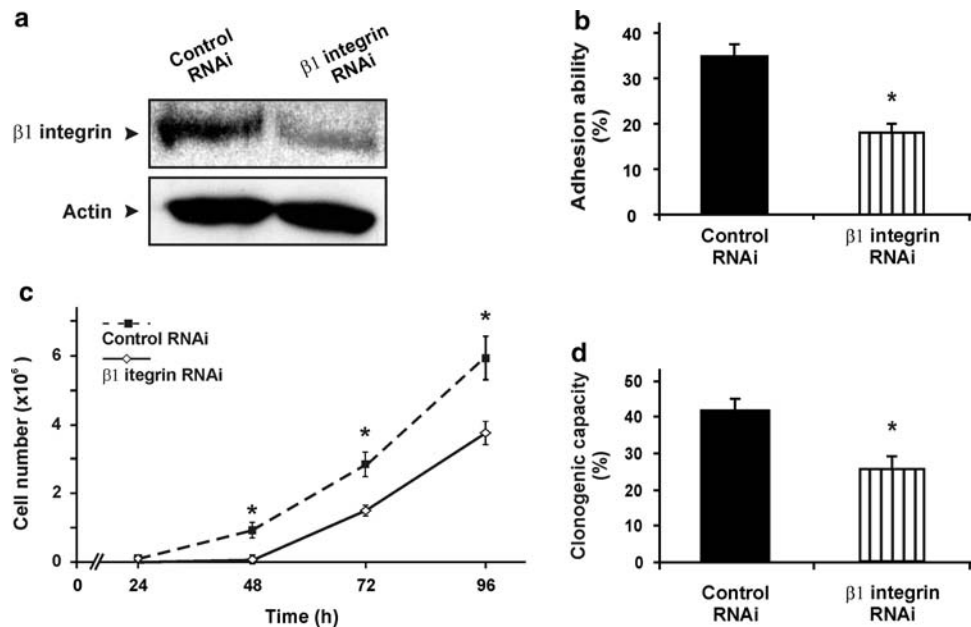 a
Control
RNAi
β1 integrin
RNAi
β1 integrin
Actin
b
Adhesion ability
(%)
40
30
20
10
0
Control
RNAi
β1 integrin
RNAi
*
c
Cell number (x10⁶)
6
4
2
0
Control RNAi
β1 itegrin RNAi
*
*
*
0
24
48
72
96
Time (h)
d
Clonogenic capacity
(%)
50
40
30
20
10
0
*
Control
RNAi
β1 integrin
RNAi